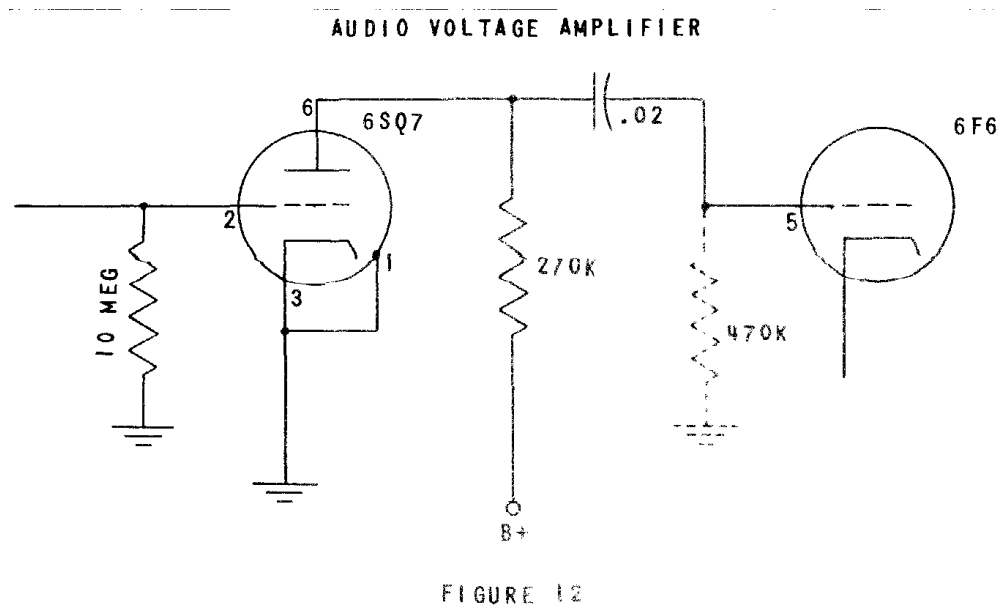 AUDIO VOLTAGE AMPLIFIER
6
6SQ7
.02
6F6
2
5
1
3
10 MEG
270K
470K
B+
FIGURE 12